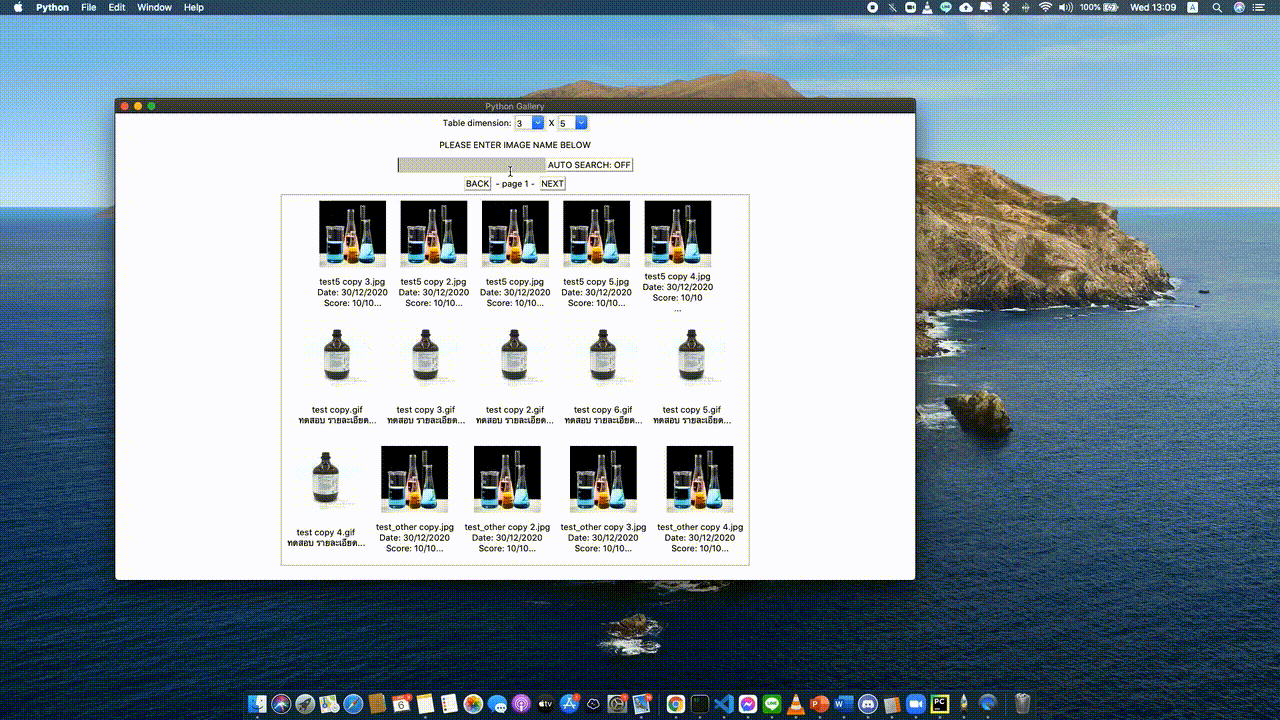 Python File Edit Window Help
100% Wed 13:09 A
Python Gallery
Table dimension: 3 X 5
PLEASE ENTER IMAGE NAME BELOW
AUTO SEARCH: OFF
BACK - page 1 - NEXT
test5 copy 3.jpg test5 copy 2.jpg test5 copy.jpg test5 copy 5.jpg test5 copy 4.jpg
Date: 30/12/2020 Date: 30/12/2020 Date: 30/12/2020 Date: 30/12/2020 Date: 30/12/2020
Score: 10/10... Score: 10/10... Score: 10/10... Score: 10/10... Score: 10/10
...
test copy.gif test copy 3.gif test copy 2.gif test copy 6.gif test copy 5.gif
ทดสอบ รายละเอียด... ทดสอบ รายละเอียด... ทดสอบ รายละเอียด... ทดสอบ รายละเอียด... ทดสอบ รายละเอียด...
test copy 4.gif test_other copy.jpg test_other copy 2.jpg test_other copy 3.jpg test_other copy 4.jpg
ทดสอบ รายละเอียด... Date: 30/12/2020 Date: 30/12/2020 Date: 30/12/2020 Date: 30/12/2020
Score: 10/10... Score: 10/10... Score: 10/10... Score: 10/10...
6 tv PC